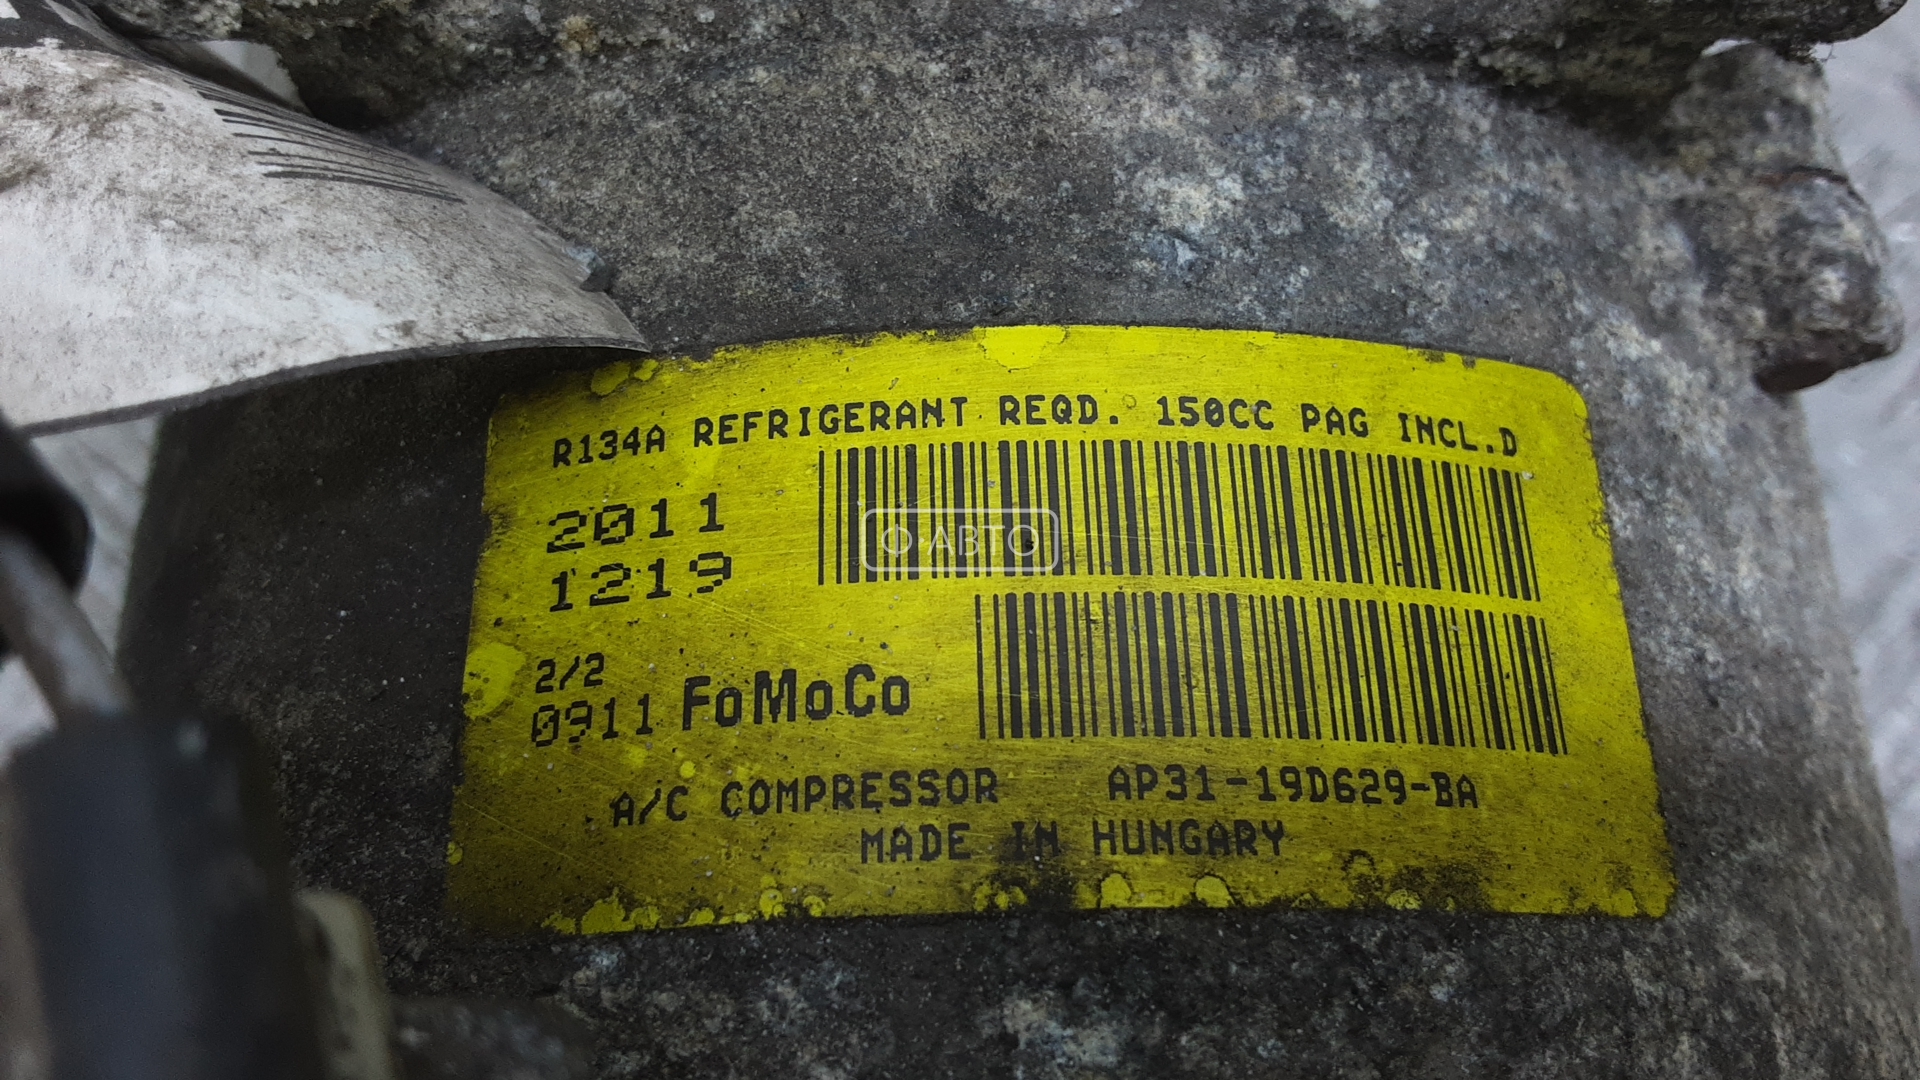 R134A REFRIGERANT REQD. 150CC PAG INCL.D
2011
1219
О АВТО
2/2
0911 FoMoCo
A/C COMPRESSOR AP31-19D629-BA
MADE IN HUNGARY